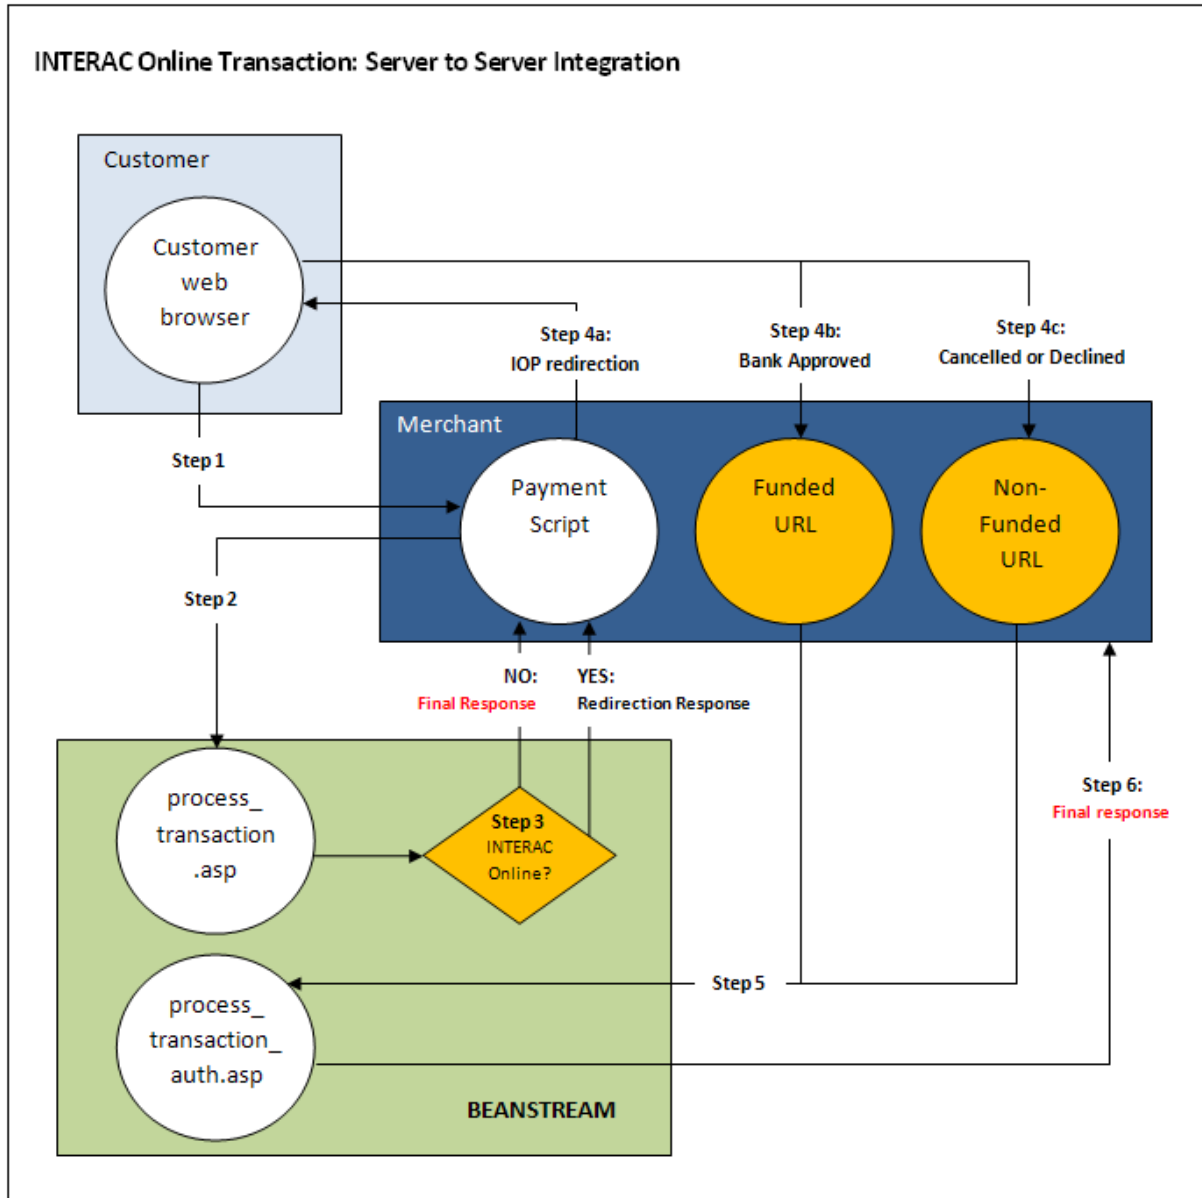 INTERAC Online Transaction: Server to Server Integration
Customer
Customer
web
browser
Step 4a:
IOP redirection
Step 4b:
Bank Approved
Step 4c:
Cancelled or Declined
Merchant
Step 1
Payment
Script
Funded
URL
Non-
Funded
URL
Step 2
NO:
Final Response
YES:
Redirection Response
process_
transaction
.asp
Step 3
INTERAC
Online?
Step 6:
Final response
Step 5
process_
transaction_
auth.asp
BEANSTREAM